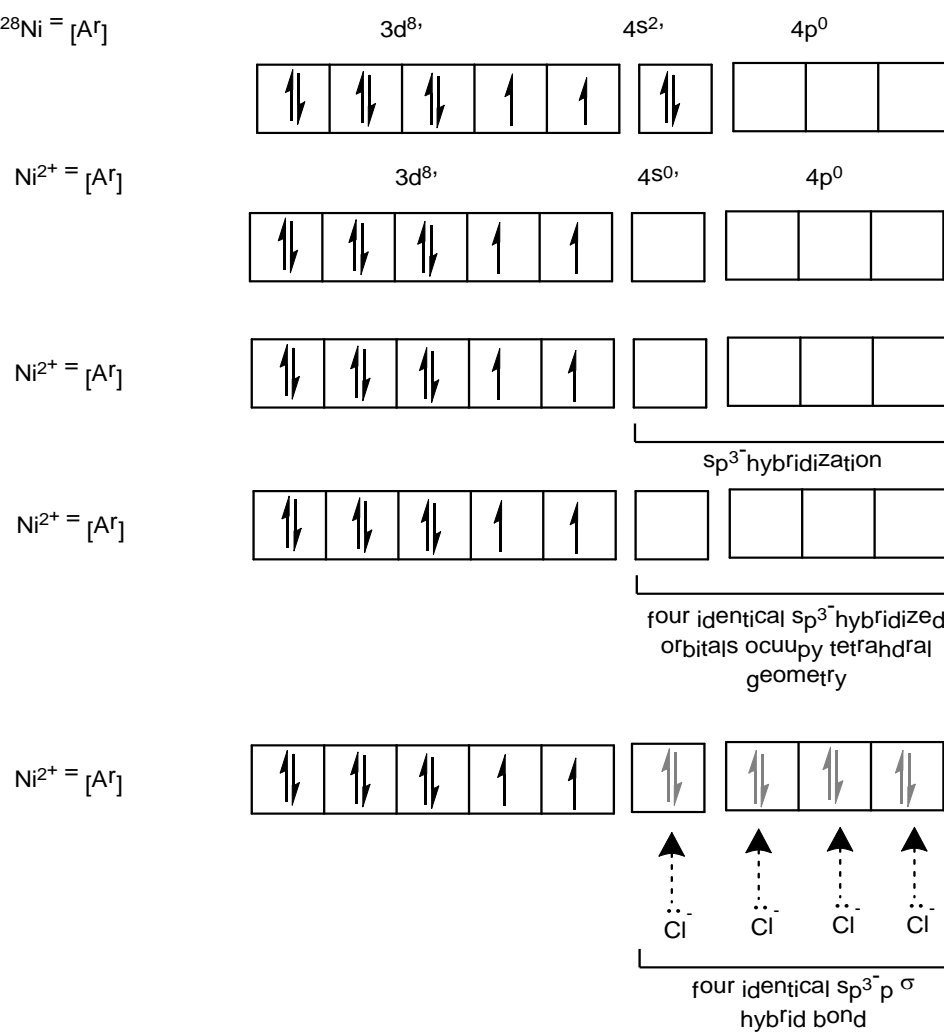 ²⁸Ni = [Ar] 3d⁸, 4s², 4p⁰
Ni²⁺ = [Ar] 3d⁸, 4s⁰, 4p⁰
Ni²⁺ = [Ar]
sp³-hybridization
Ni²⁺ = [Ar]
four identical sp³-hybridized
orbitals ocuupy tetrahdral
geometry
Ni²⁺ = [Ar]
:Cl⁻ :Cl⁻ :Cl⁻ :Cl⁻
four identical sp³-p σ
hybrid bond